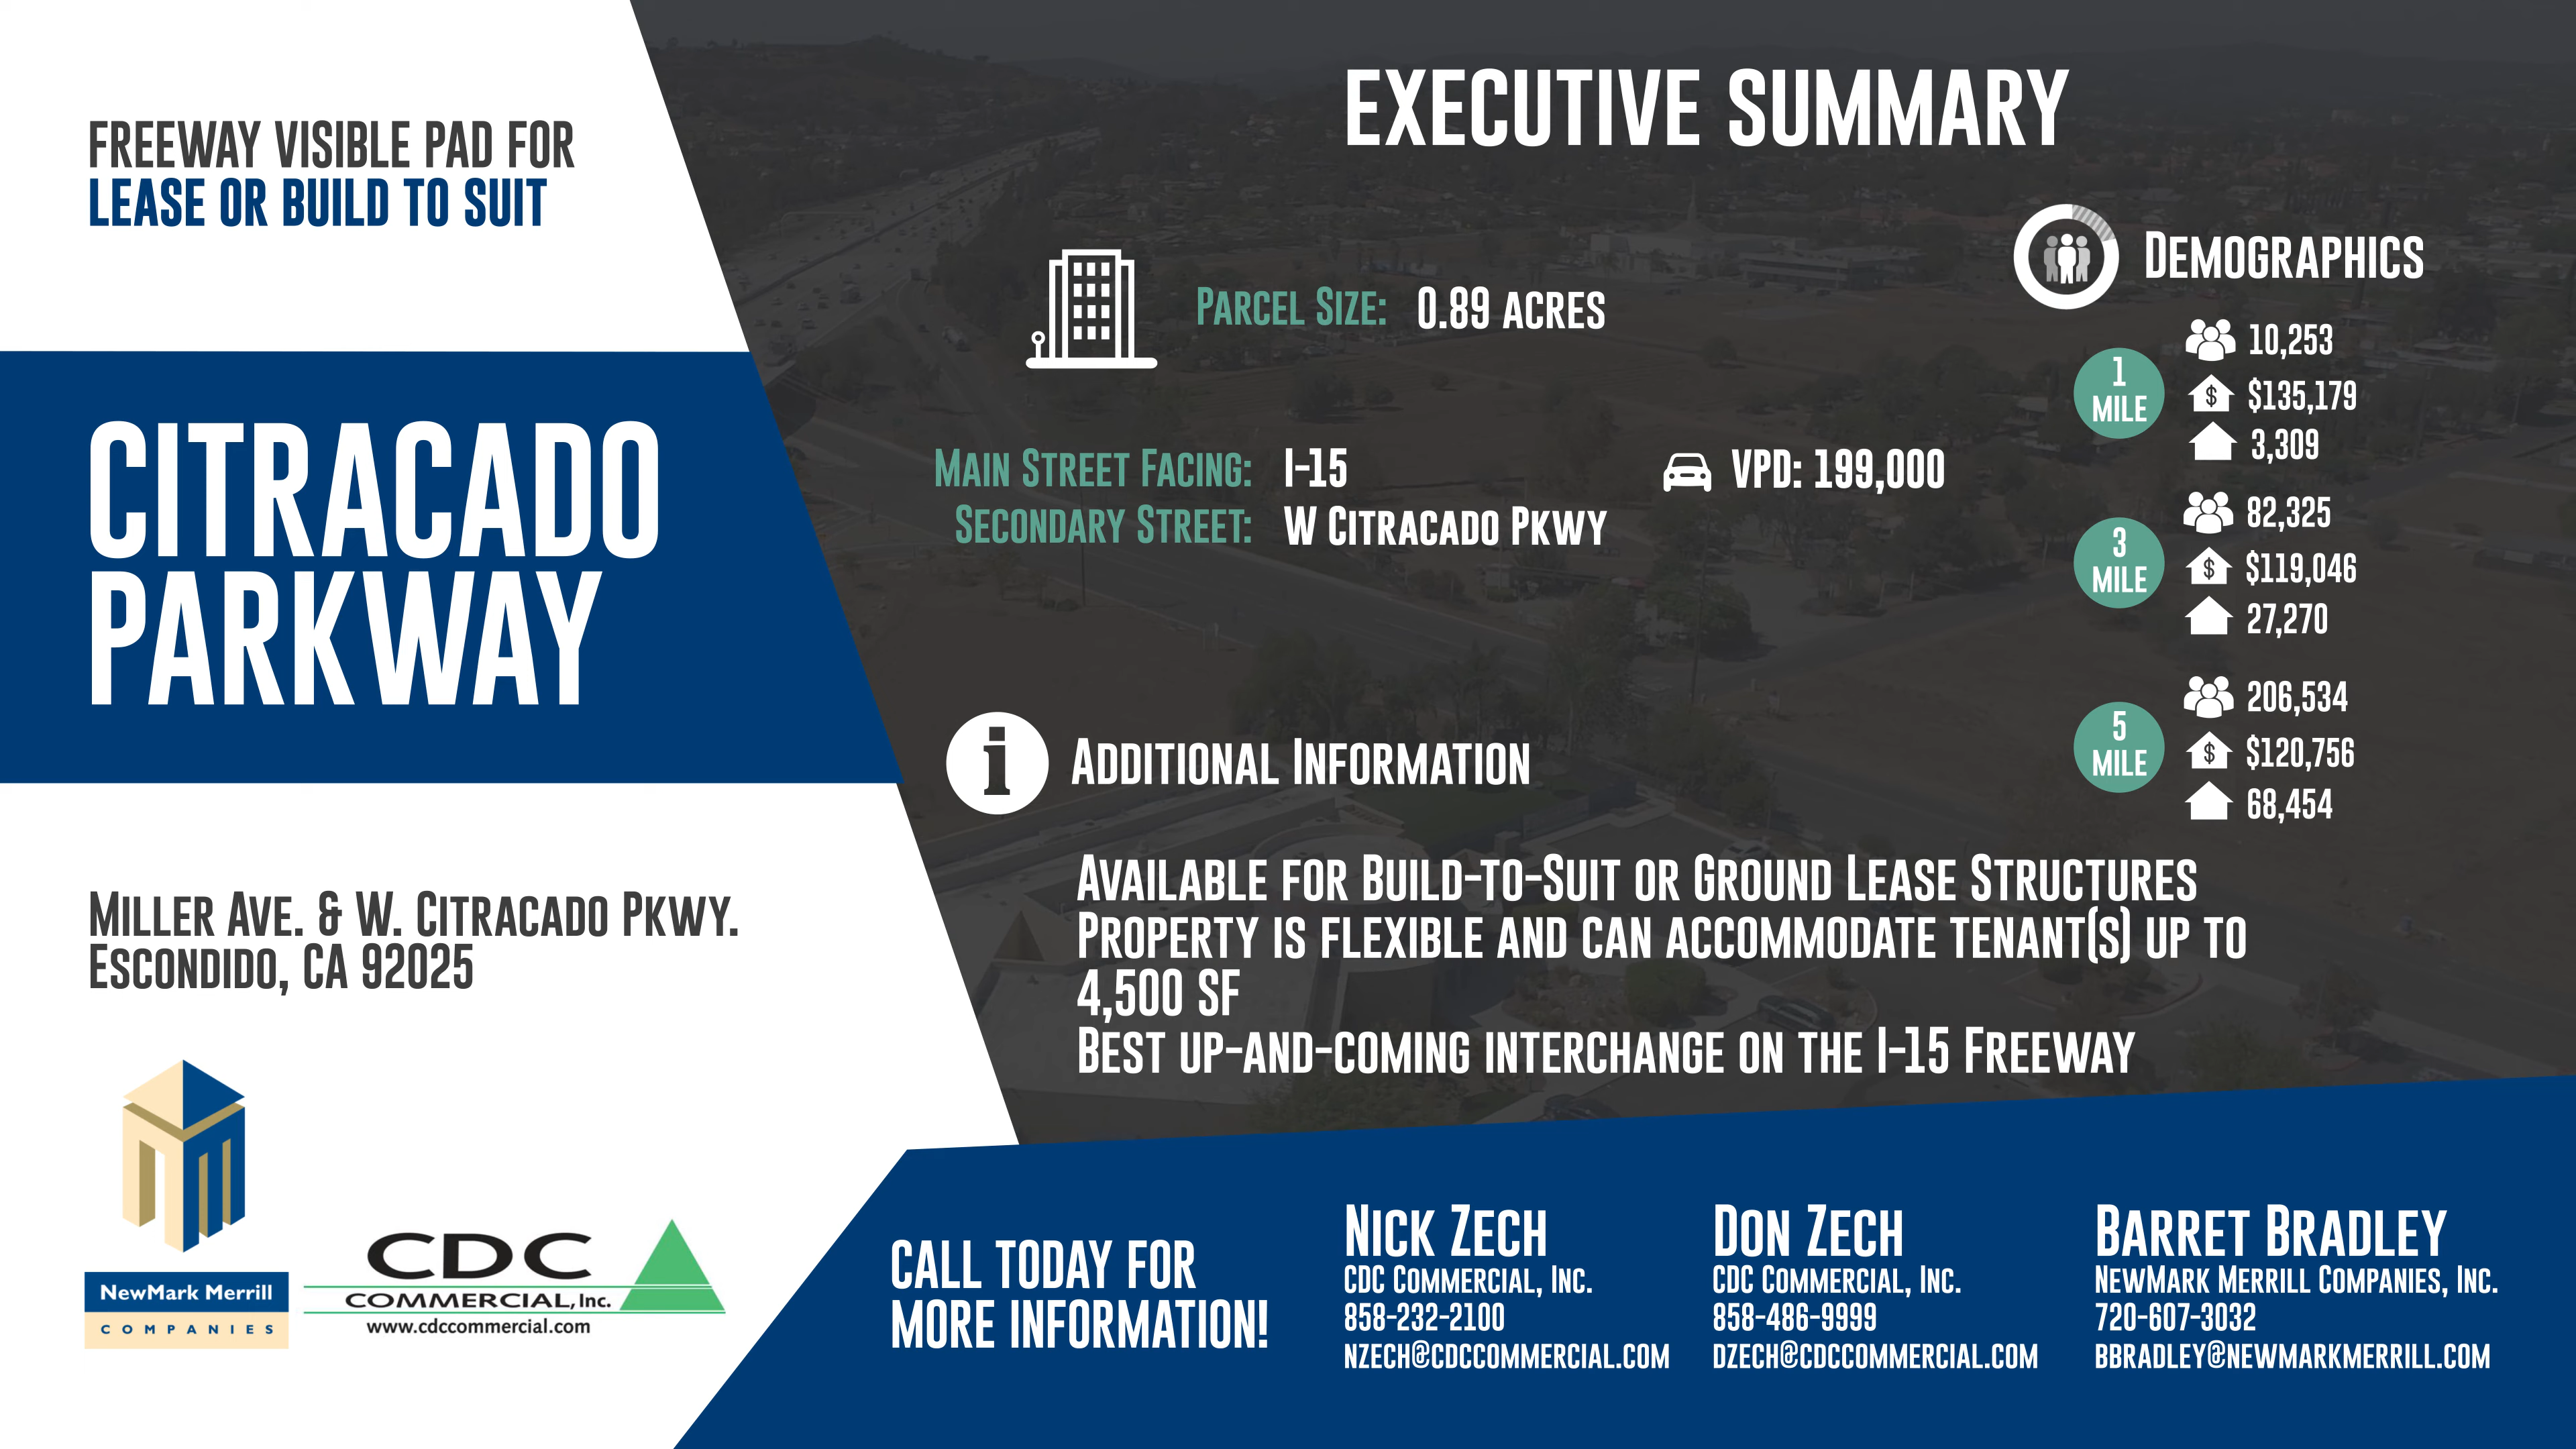 FREEWAY VISIBLE PAD FOR
LEASE OR BUILD TO SUIT
CITRACADO
PARKWAY
MILLER AVE. & W. CITRACADO PKWY.
ESCONDIDO, CA 92025
NewMark Merrill
COMPANIES
CDC
COMMERCIAL, Inc.
www.cdccommercial.com
EXECUTIVE SUMMARY
PARCEL SIZE: 0.89 ACRES
MAIN STREET FACING: I-15
VPD: 199,000
SECONDARY STREET: W CITRACADO PKWY
DEMOGRAPHICS
1
MILE
10,253
$ $135,179
3,309
3
MILE
82,325
$ $119,046
27,270
5
MILE
206,534
$ $120,756
68,454
i ADDITIONAL INFORMATION
AVAILABLE FOR BUILD-TO-SUIT OR GROUND LEASE STRUCTURES
PROPERTY IS FLEXIBLE AND CAN ACCOMMODATE TENANT(S) UP TO
4,500 SF
BEST UP-AND-COMING INTERCHANGE ON THE I-15 FREEWAY
CALL TODAY FOR
MORE INFORMATION!
NICK ZECH
CDC COMMERCIAL, INC.
858-232-2100
NZECH@CDCCOMMERCIAL.COM
DON ZECH
CDC COMMERCIAL, INC.
858-486-9999
DZECH@CDCCOMMERCIAL.COM
BARRET BRADLEY
NEWMARK MERRILL COMPANIES, INC.
720-607-3032
BBRADLEY@NEWMARKMERRILL.COM